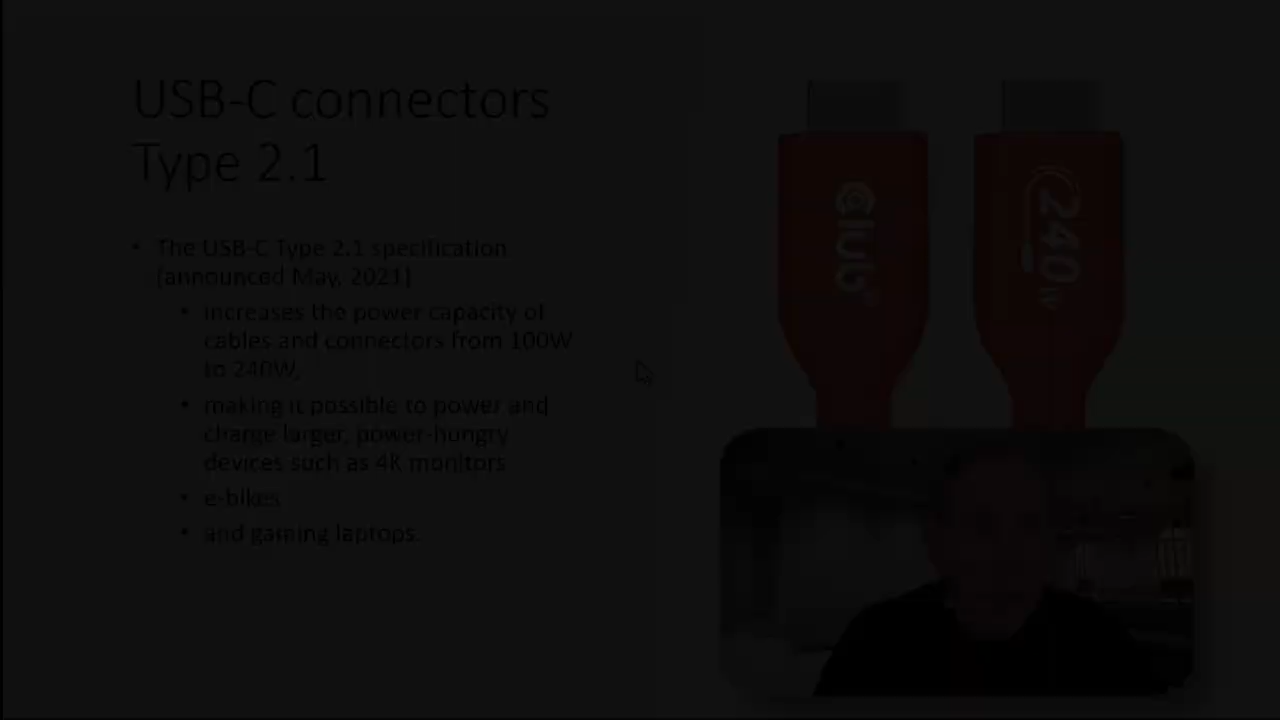 USB-C connectors
Type 2.1
• The USB-C Type 2.1 specification
[announced May, 2021]
• increases the power capacity of
cables and connectors from 100W
to 240W,
• making it possible to power and
charge larger, power-hungry
devices such as 4K monitors
• e-bikes
• and gaming laptops.
CLUB
240W